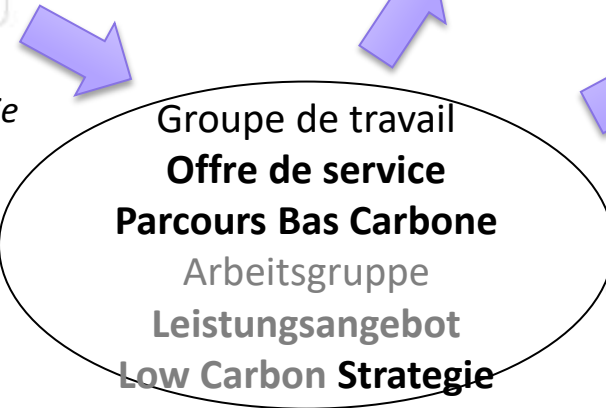 Groupe de travail
Offre de service
Parcours Bas Carbone
Arbeitsgruppe
Leistungsangebot
Low Carbon Strategie